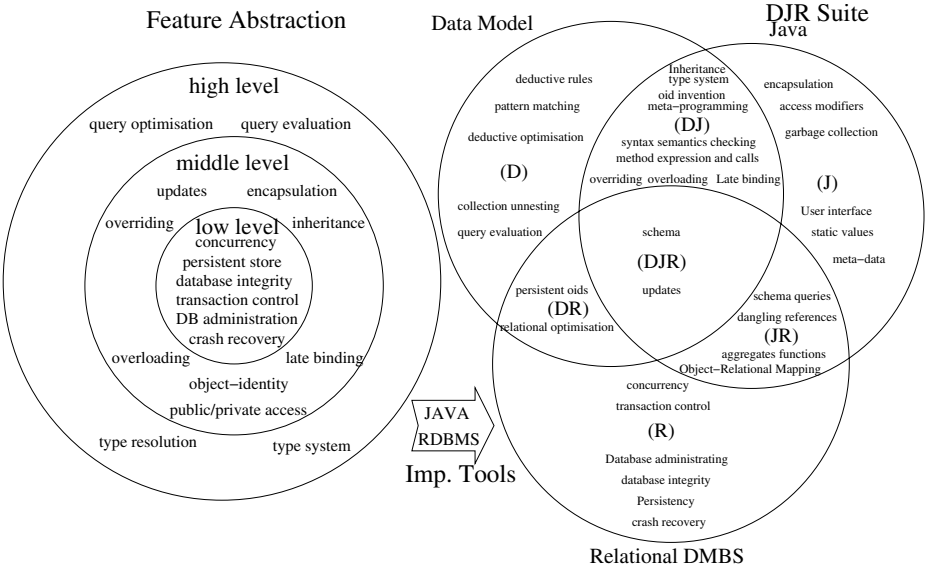 Feature Abstraction
high level
query optimisation query evaluation
middle level
updates encapsulation
overriding inheritance
low level
concurrency
persistent store
database integrity
transaction control
DB administration
crash recovery
overloading late binding
object-identity
public/private access
type resolution type system
JAVA
RDBMS
Imp. Tools
DJR Suite
Data Model
Java
deductive rules
pattern matching
deductive optimisation
(D)
collection unnesting
query evaluation
Inheritance
type system
oid invention
meta-programming
(DJ)
syntax semantics checking
method expression and calls
overriding overloading Late binding
encapsulation
access modifiers
garbage collection
(J)
User interface
static values
meta-data
schema
(DJR)
updates
persistent oids
(DR)
relational optimisation
schema queries
dangling references
(JR)
aggregates functions
Object-Relational Mapping
concurrency
transaction control
(R)
Database administrating
database integrity
Persistency
crash recovery
Relational DMBS